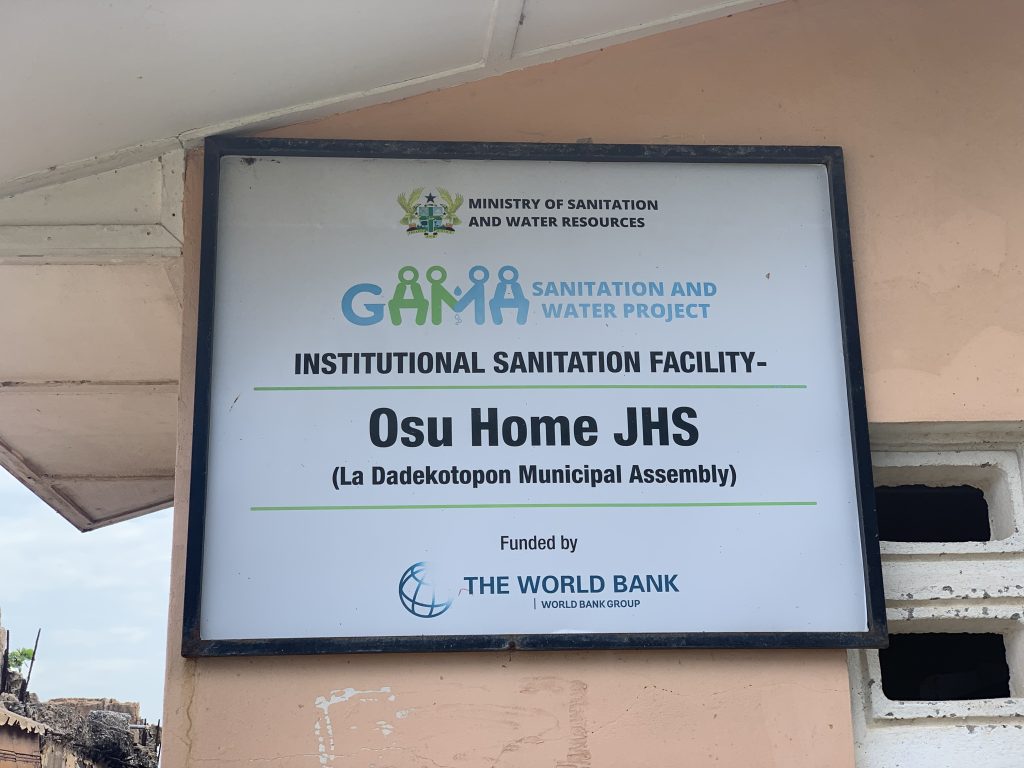 MINISTRY OF SANITATION
AND WATER RESOURCES
GAMA SANITATION AND
WATER PROJECT
INSTITUTIONAL SANITATION FACILITY-
Osu Home JHS
(La Dadekotopon Municipal Assembly)
Funded by
THE WORLD BANK
WORLD BANK GROUP